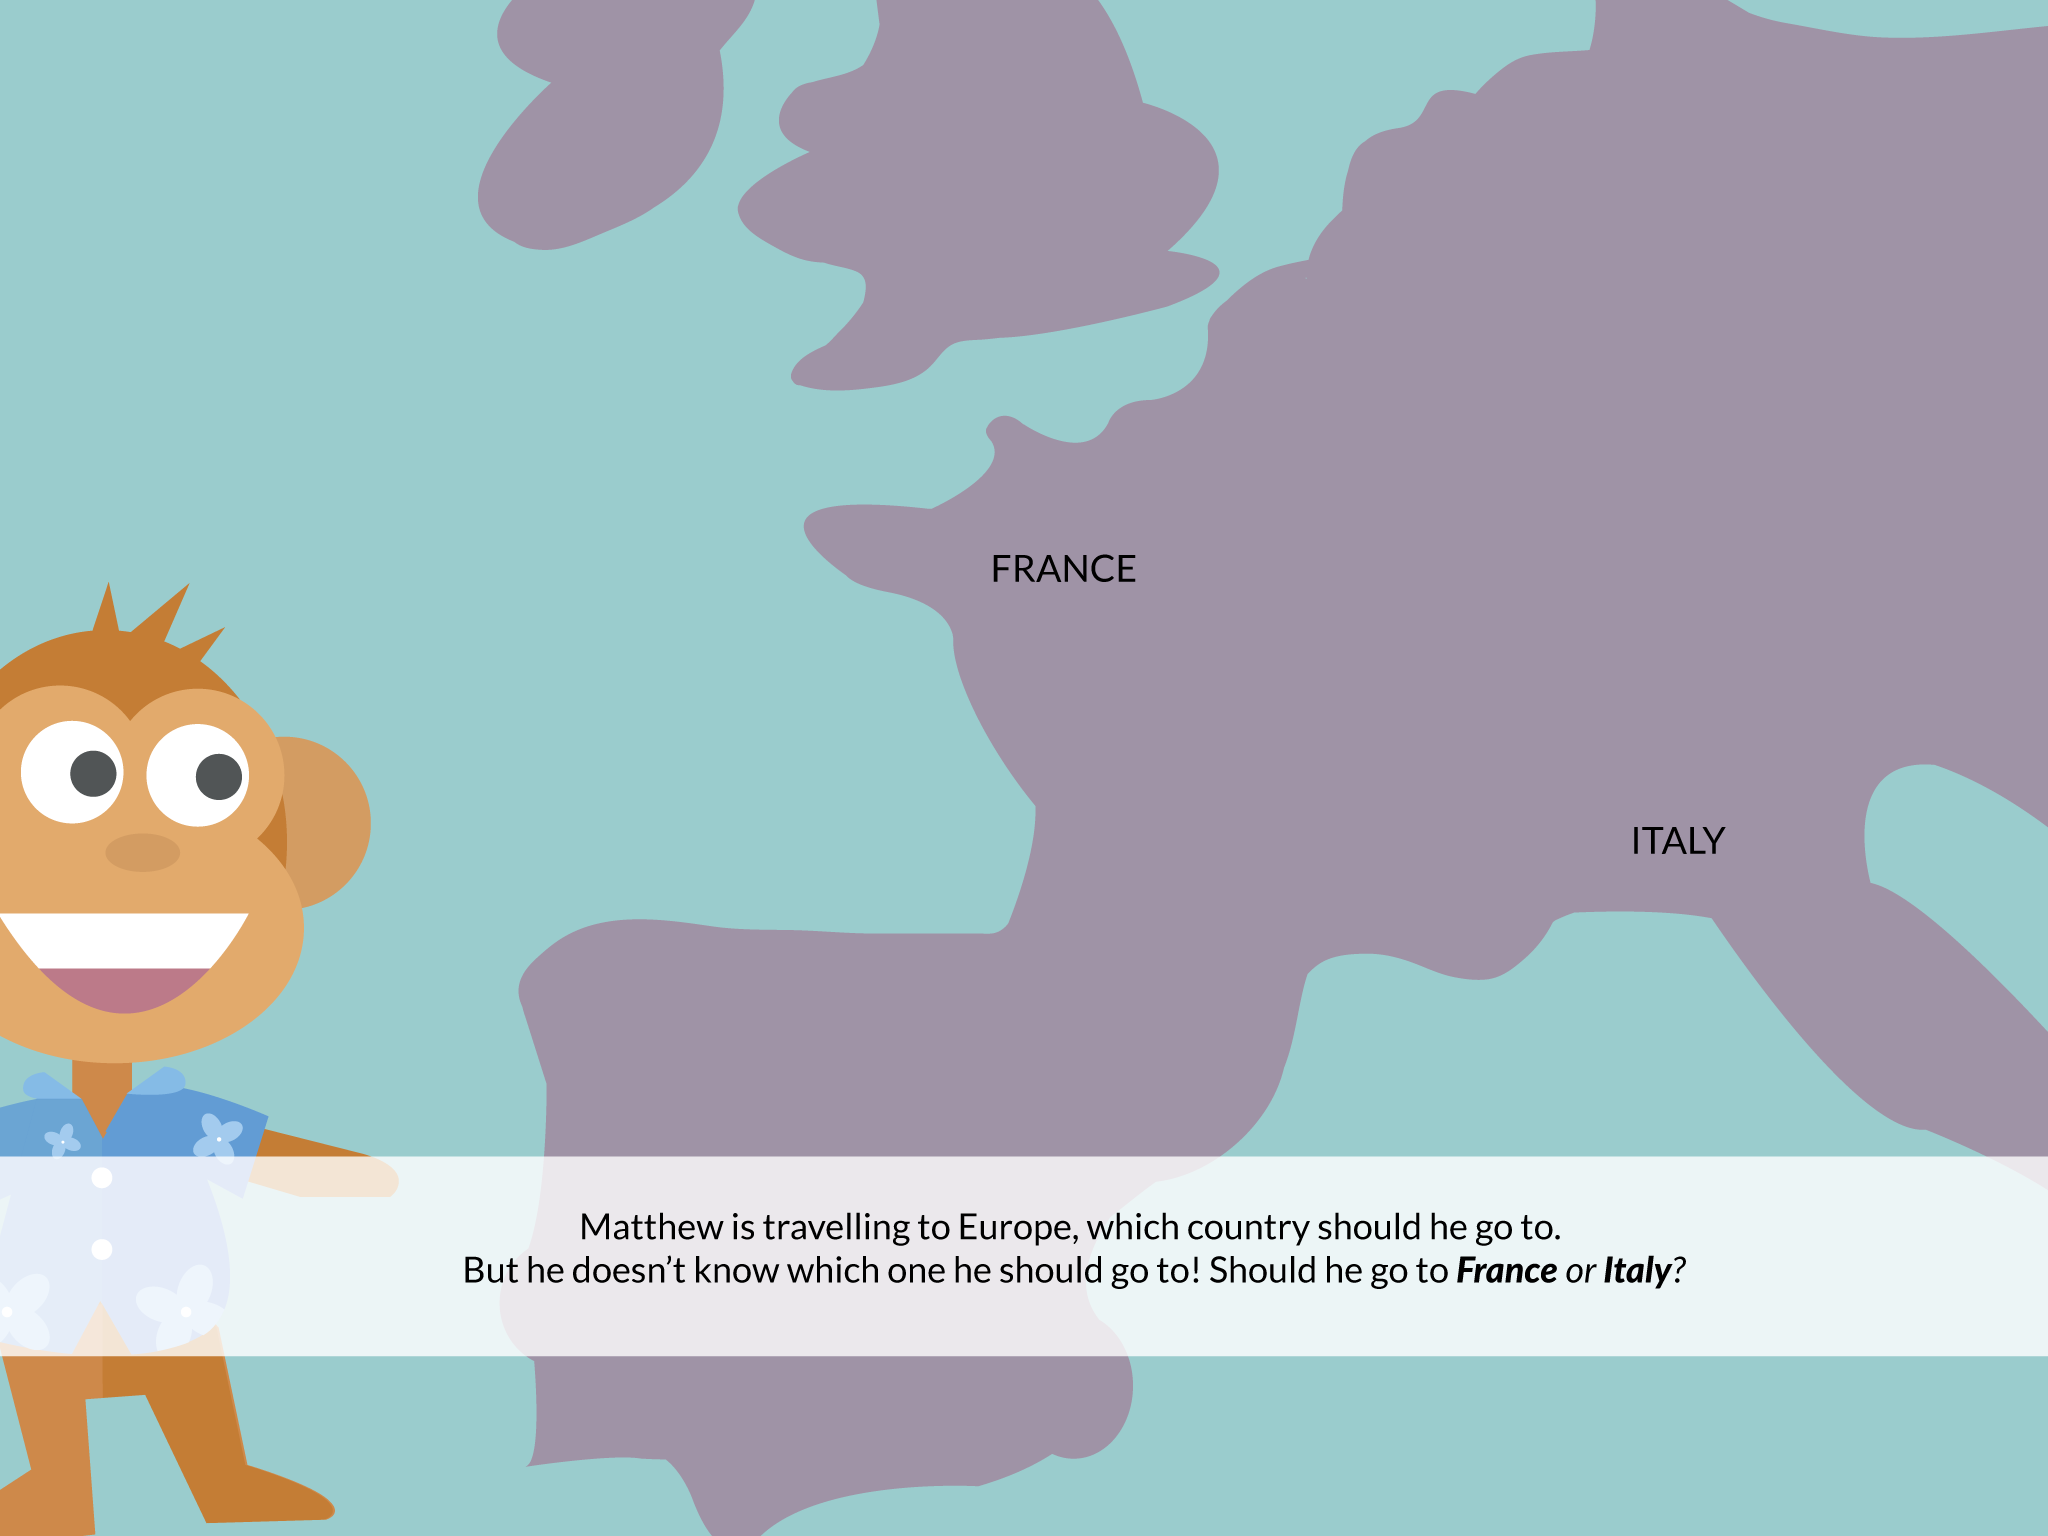 FRANCE
ITALY
Matthew is travelling to Europe, which country should he go to.
But he doesn’t know which one he should go to! Should he go to France or Italy?